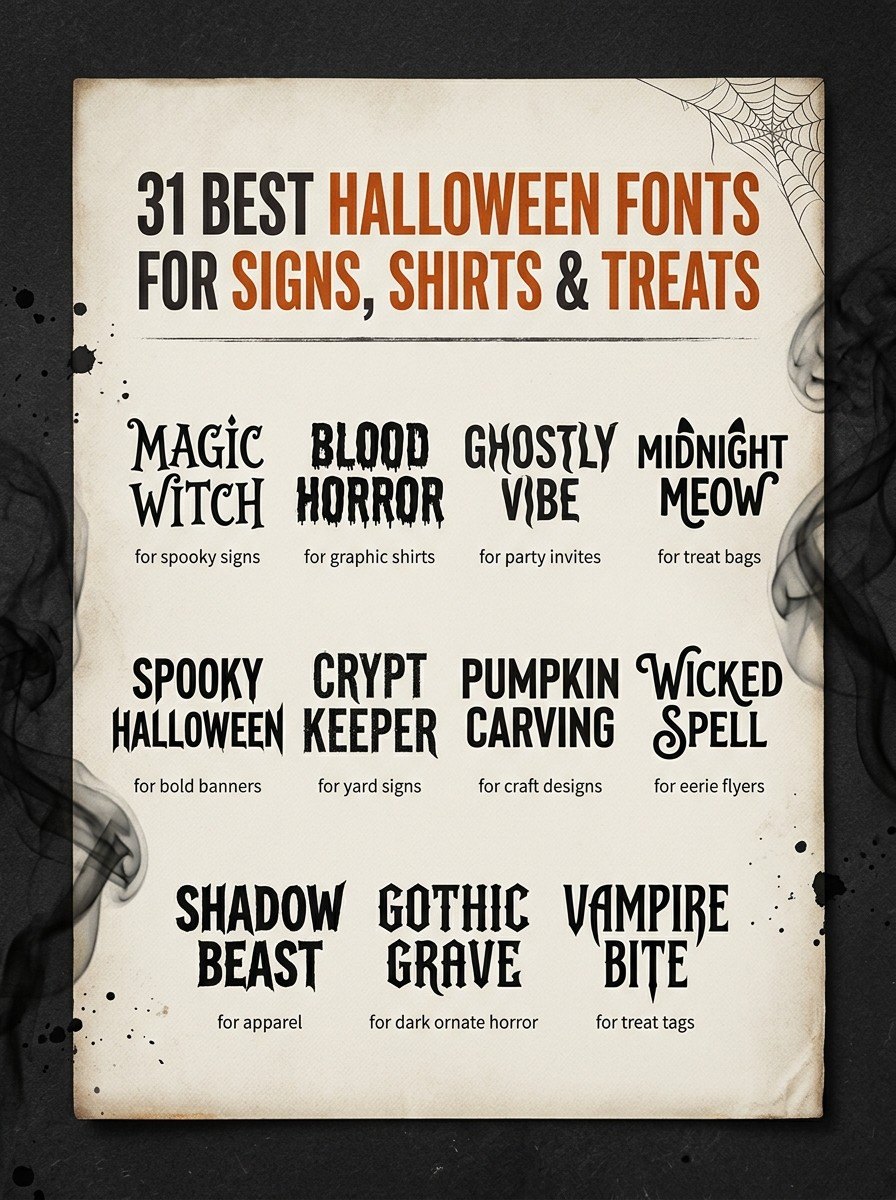 31 BEST HALLOWEEN FONTS
FOR SIGNS, SHIRTS & TREATS
MAGIC
WITCH
for spooky signs
BLOOD
HORROR
for graphic shirts
GHOSTLY
VIBE
for party invites
MIDNIGHT
MEOW
for treat bags
SPOOKY
HALLOWEEN
for bold banners
CRYPT
KEEPER
for yard signs
PUMPKIN
CARVING
for craft designs
WICKED
SPELL
for eerie flyers
SHADOW
BEAST
for apparel
GOTHIC
GRAVE
for dark ornate horror
VAMPIRE
BITE
for treat tags